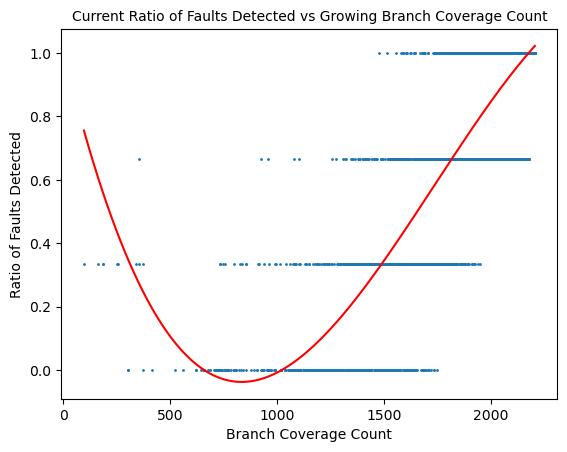 Current Ratio of Faults Detected vs Growing Branch Coverage Count
1.0
0.8
0.6
0.4
0.2
0.0
Ratio of Faults Detected
0 500 1000 1500 2000
Branch Coverage Count